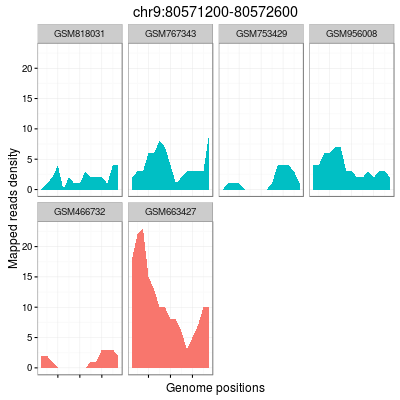 chr9:80571200-80572600
GSM818031 GSM767343 GSM753429 GSM956008
20
15
10
5
0
Mapped reads density
GSM466732 GSM663427
20
15
10
5
0
Genome positions